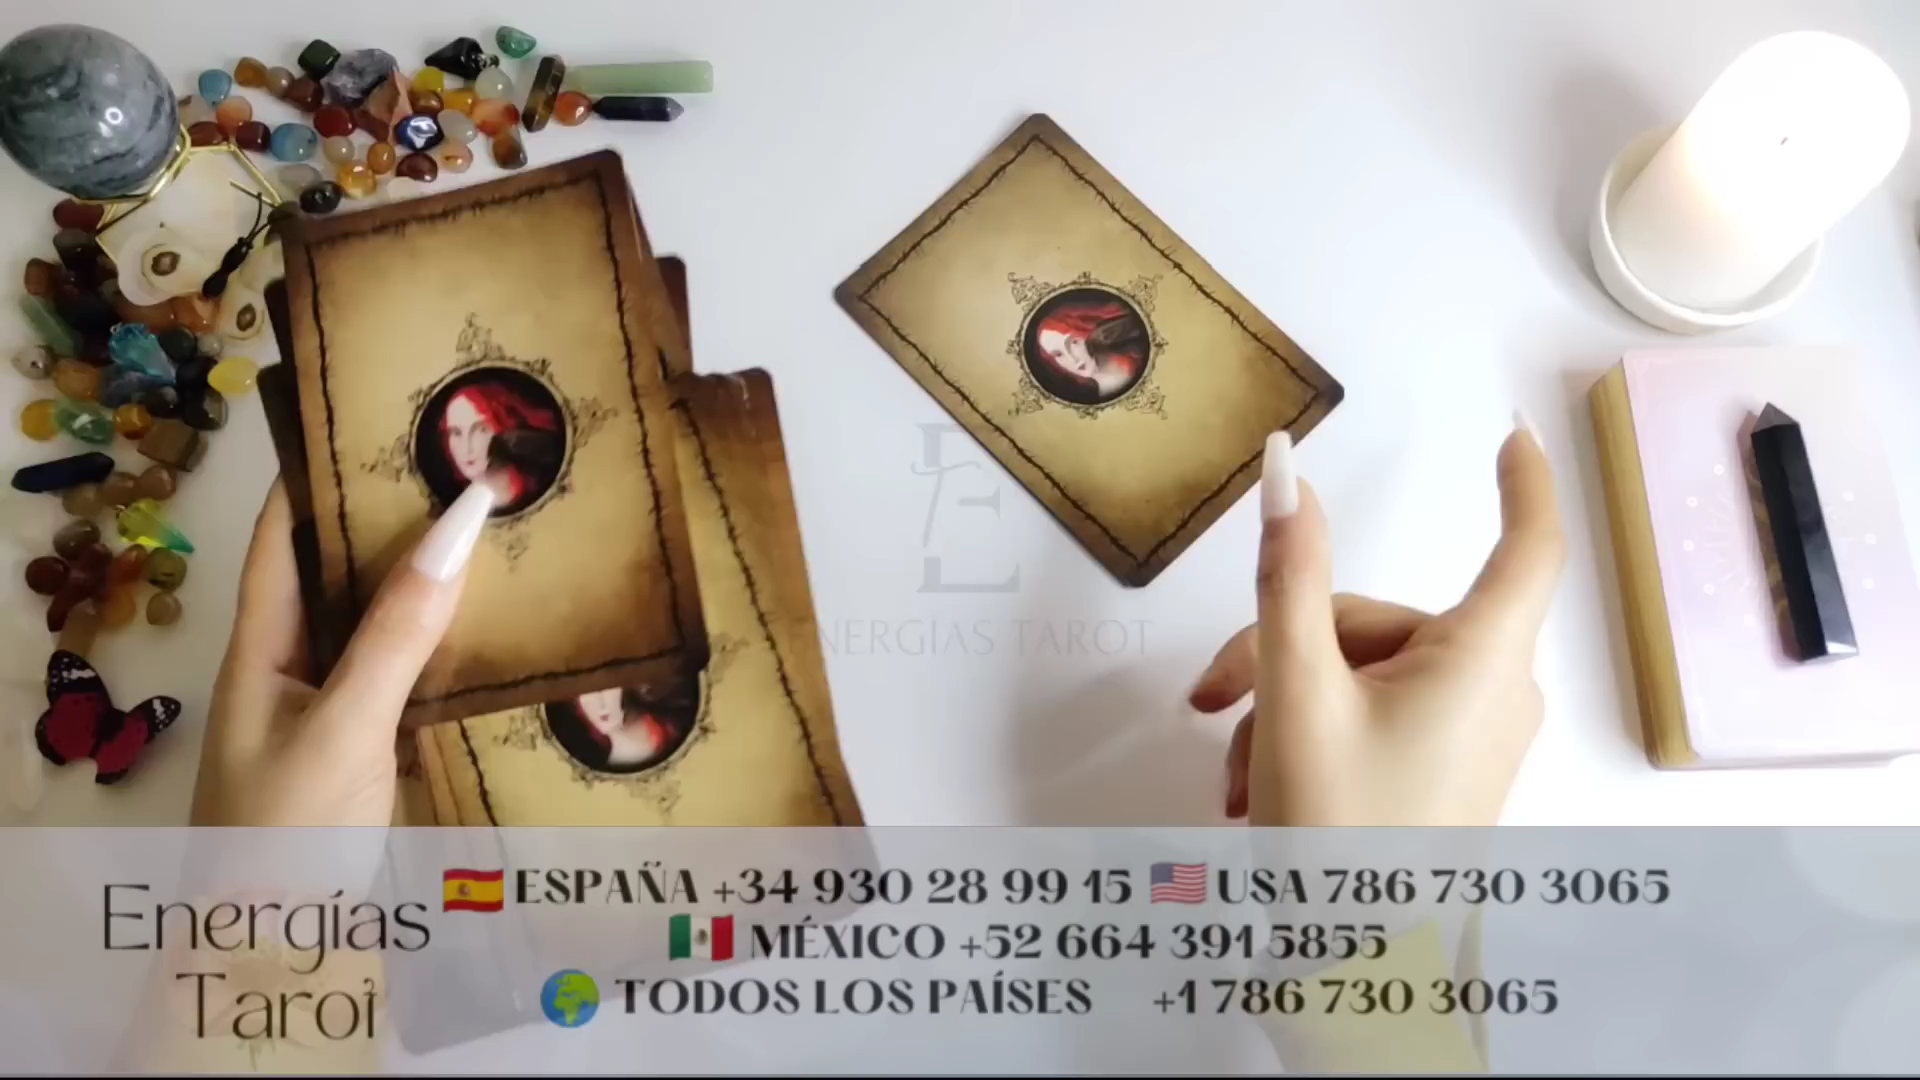 E
ENERGIAS TAROT
Energías
Tarot
ESPAÑA +34 930 28 99 15 USA 786 730 3065
MÉXICO +52 664 391 5855
TODOS LOS PAÍSES +1 786 730 3065